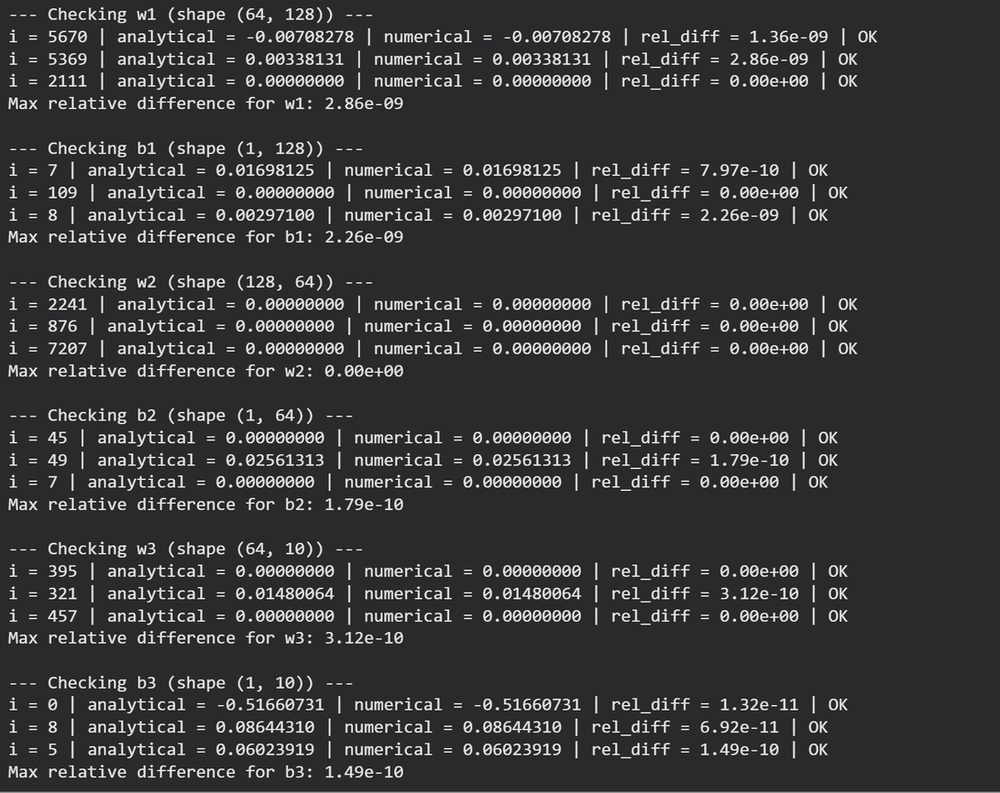 --- Checking w1 (shape (64, 128)) ---
i = 5670 | analytical = -0.00708278 | numerical = -0.00708278 | rel_diff = 1.36e-09 | OK
i = 5369 | analytical = 0.00338131 | numerical = 0.00338131 | rel_diff = 2.86e-09 | OK
i = 2111 | analytical = 0.00000000 | numerical = 0.00000000 | rel_diff = 0.00e+00 | OK
Max relative difference for w1: 2.86e-09

--- Checking b1 (shape (1, 128)) ---
i = 7 | analytical = 0.01698125 | numerical = 0.01698125 | rel_diff = 7.97e-10 | OK
i = 109 | analytical = 0.00000000 | numerical = 0.00000000 | rel_diff = 0.00e+00 | OK
i = 8 | analytical = 0.00297100 | numerical = 0.00297100 | rel_diff = 2.26e-09 | OK
Max relative difference for b1: 2.26e-09

--- Checking w2 (shape (128, 64)) ---
i = 2241 | analytical = 0.00000000 | numerical = 0.00000000 | rel_diff = 0.00e+00 | OK
i = 876 | analytical = 0.00000000 | numerical = 0.00000000 | rel_diff = 0.00e+00 | OK
i = 7207 | analytical = 0.00000000 | numerical = 0.00000000 | rel_diff = 0.00e+00 | OK
Max relative difference for w2: 0.00e+00

--- Checking b2 (shape (1, 64)) ---
i = 45 | analytical = 0.00000000 | numerical = 0.00000000 | rel_diff = 0.00e+00 | OK
i = 49 | analytical = 0.02561313 | numerical = 0.02561313 | rel_diff = 1.79e-10 | OK
i = 7 | analytical = 0.00000000 | numerical = 0.00000000 | rel_diff = 0.00e+00 | OK
Max relative difference for b2: 1.79e-10

--- Checking w3 (shape (64, 10)) ---
i = 395 | analytical = 0.00000000 | numerical = 0.00000000 | rel_diff = 0.00e+00 | OK
i = 321 | analytical = 0.01480064 | numerical = 0.01480064 | rel_diff = 3.12e-10 | OK
i = 457 | analytical = 0.00000000 | numerical = 0.00000000 | rel_diff = 0.00e+00 | OK
Max relative difference for w3: 3.12e-10

--- Checking b3 (shape (1, 10)) ---
i = 0 | analytical = -0.51660731 | numerical = -0.51660731 | rel_diff = 1.32e-11 | OK
i = 8 | analytical = 0.08644310 | numerical = 0.08644310 | rel_diff = 6.92e-11 | OK
i = 5 | analytical = 0.06023919 | numerical = 0.06023919 | rel_diff = 1.49e-10 | OK
Max relative difference for b3: 1.49e-10